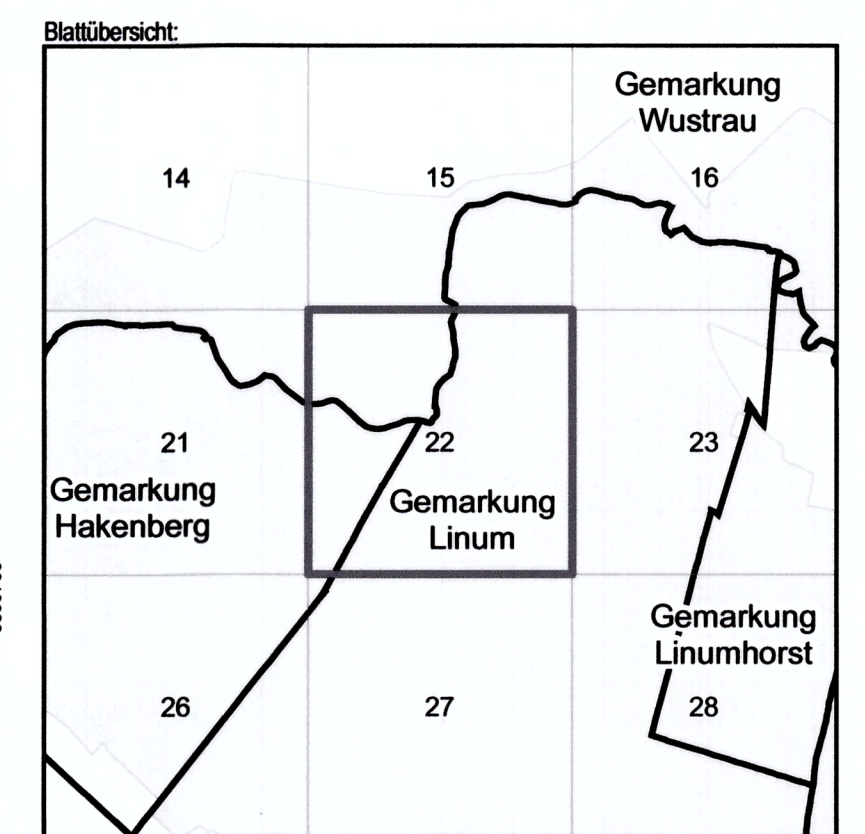 Blattübersicht:
Gemarkung
Wustrau
14
15
16
21
22
23
Gemarkung
Hakenberg
Gemarkung
Linum
Gemarkung
Linumhorst
26
27
28